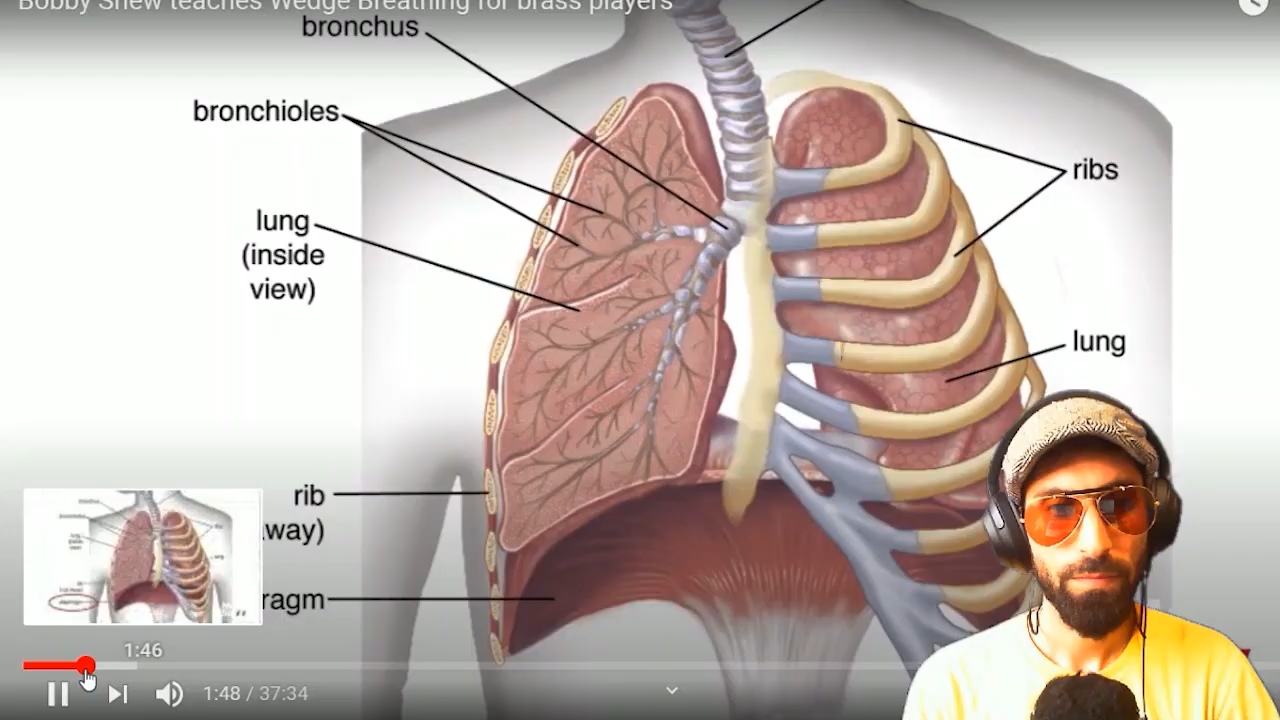 Bobby Shew teaches Wedge Breathing for brass players
bronchus
bronchioles
ribs
lung
(inside
view)
lung
rib
way)
ragm
1:46
1:48 / 37:34